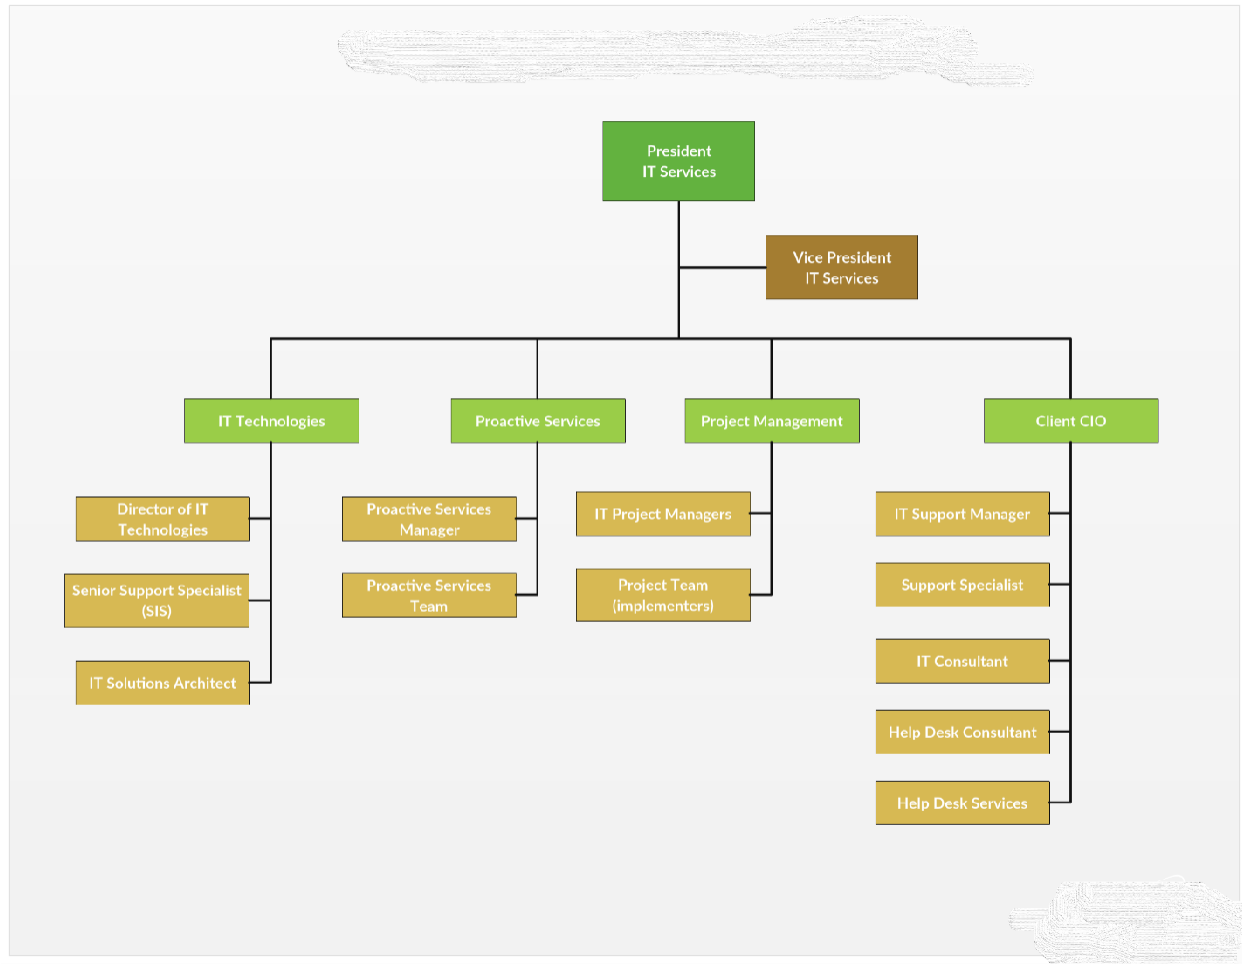 President
IT Services
Vice President
IT Services
IT Technologies
Proactive Services
Project Management
Client CIO
Director of IT
Technologies
Senior Support Specialist
(SIS)
IT Solutions Architect
Proactive Services
Manager
Proactive Services
Team
IT Project Managers
Project Team
(implementers)
IT Support Manager
Support Specialist
IT Consultant
Help Desk Consultant
Help Desk Services